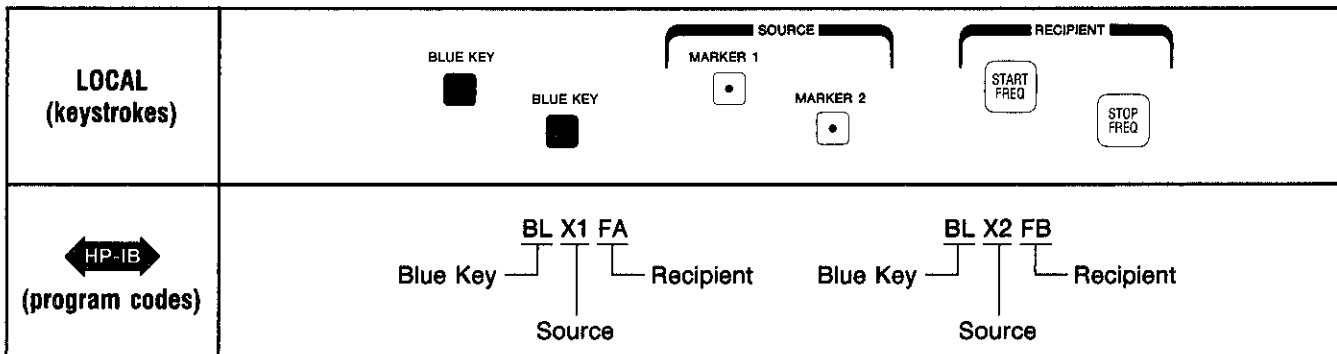 LOCAL
(keystrokes)
BLUE KEY
BLUE KEY
SOURCE
MARKER 1
MARKER 2
RECIPIENT
START
FREQ
STOP
FREQ
HP-IB
(program codes)
BL X1 FA
Blue Key
Recipient
Source
BL X2 FB
Blue Key
Recipient
Source